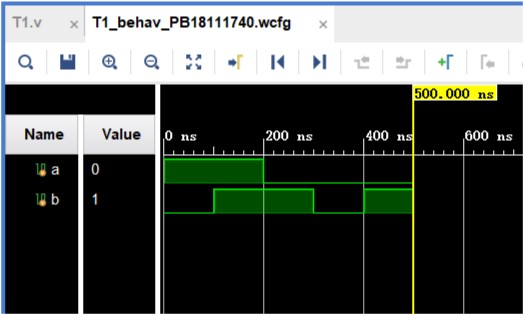 T1.v × T1_behav_PB18111740.wcfg ×
500.000 ns
Name Value 0 ns 200 ns 400 ns 600 ns
a 0
b 1